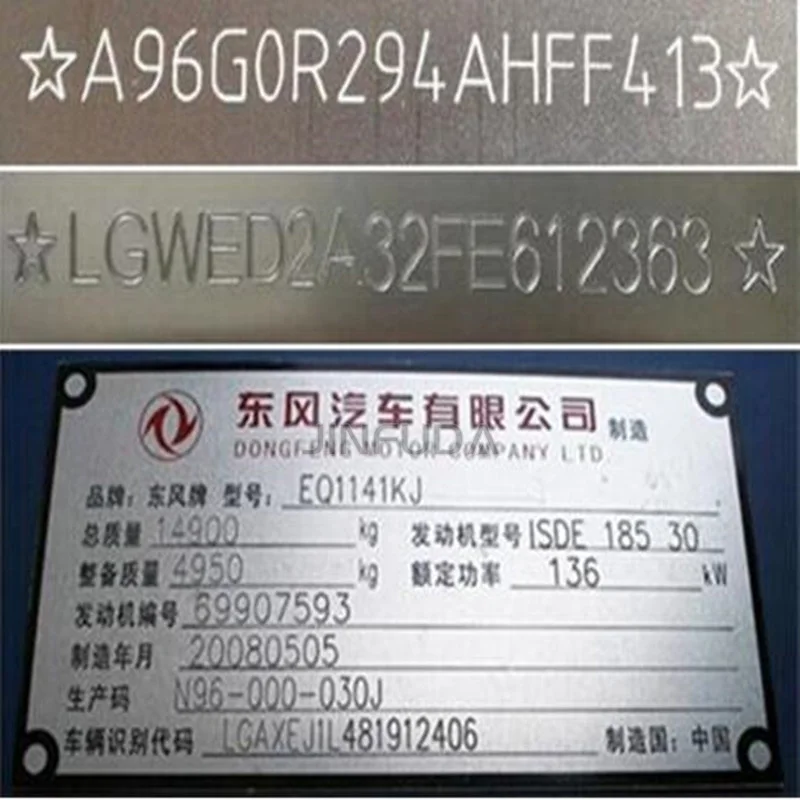 ☆A96G0R294AHFF413☆
☆LGWED2A32FE612363☆
东风汽车有限公司 制造
JINFUDA
DONGFENG MOTOR COMPANY LTD
品牌：东风牌 型号：EQ1141KJ
总质量 14900 kg 发动机型号 ISDE 185 30
整备质量 4950 kg 额定功率 136 kW
发动机编号 69907593
制造年月 20080505
生产码 N96-000-030J
车辆识别代码 LGAXEJ1L481912406 制造国：中国